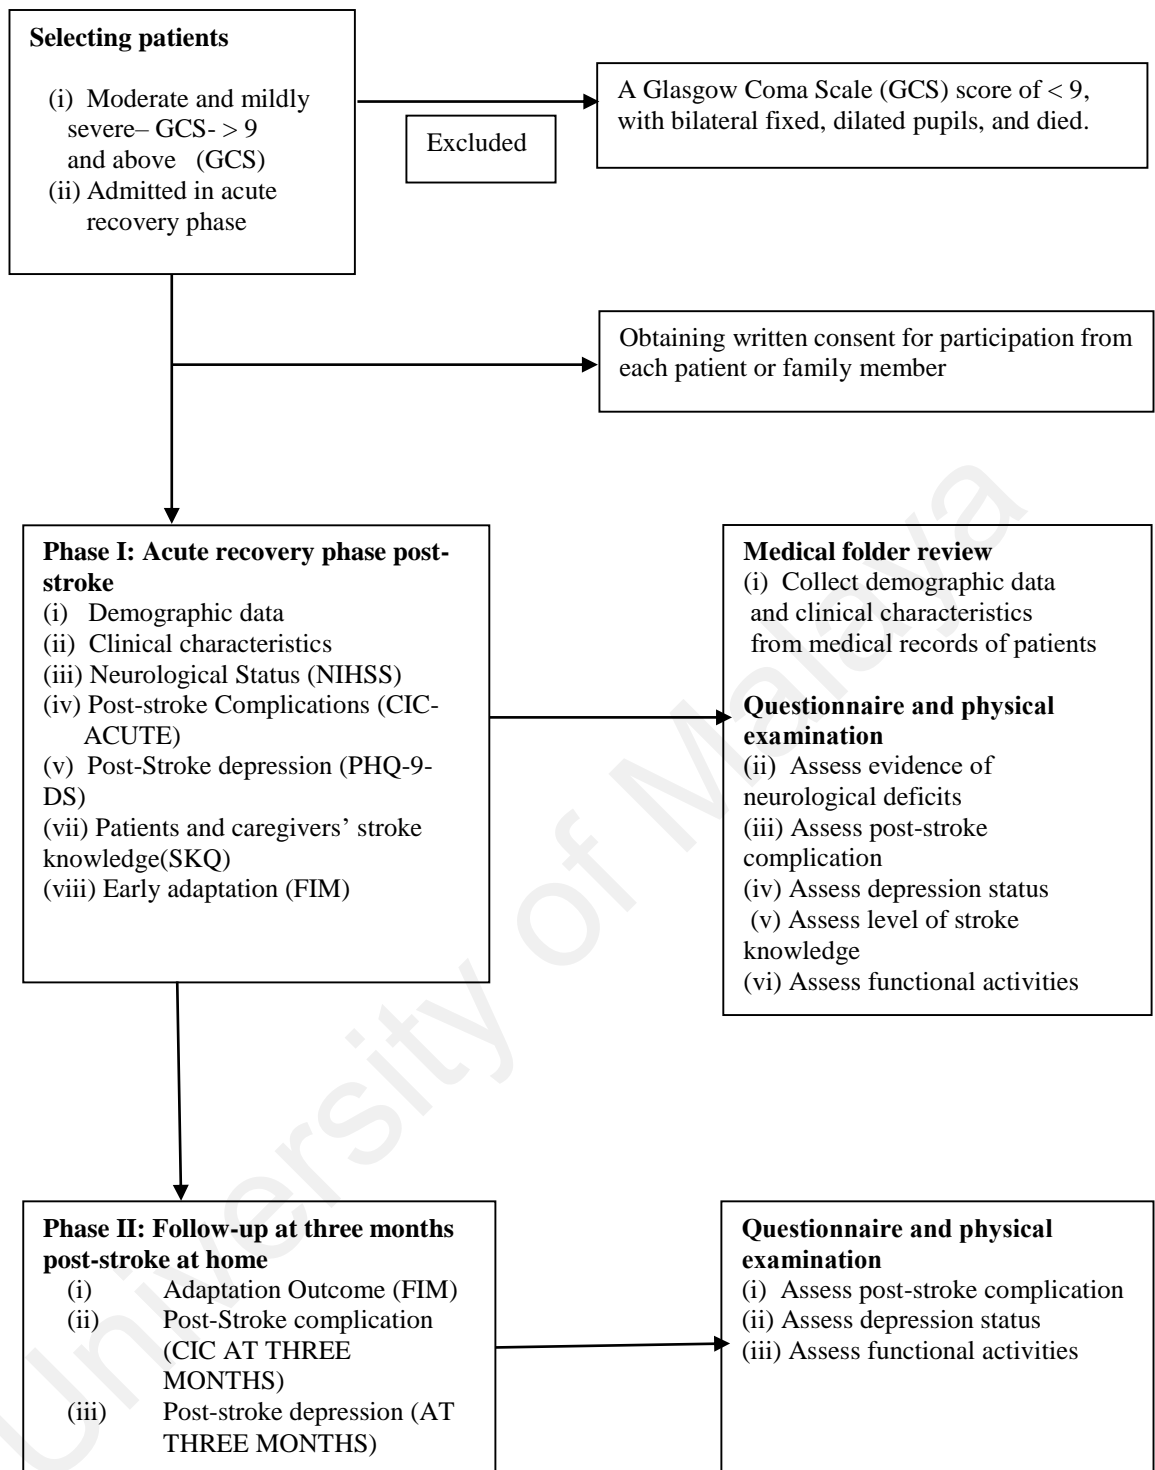 Selecting patients
(i) Moderate and mildly
severe– GCS- > 9
and above (GCS)
(ii) Admitted in acute
recovery phase
Excluded
A Glasgow Coma Scale (GCS) score of < 9,
with bilateral fixed, dilated pupils, and died.
Obtaining written consent for participation from
each patient or family member
Phase I: Acute recovery phase post-
stroke
(i) Demographic data
(ii) Clinical characteristics
(iii) Neurological Status (NIHSS)
(iv) Post-stroke Complications (CIC-
ACUTE)
(v) Post-Stroke depression (PHQ-9-
DS)
(vii) Patients and caregivers’ stroke
knowledge(SKQ)
(viii) Early adaptation (FIM)
Medical folder review
(i) Collect demographic data
and clinical characteristics
from medical records of patients
Questionnaire and physical
examination
(ii) Assess evidence of
neurological deficits
(iii) Assess post-stroke
complication
(iv) Assess depression status
(v) Assess level of stroke
knowledge
(vi) Assess functional activities
Phase II: Follow-up at three months
post-stroke at home
(i) Adaptation Outcome (FIM)
(ii) Post-Stroke complication
(CIC AT THREE
MONTHS)
(iii) Post-stroke depression (AT
THREE MONTHS)
Questionnaire and physical
examination
(i) Assess post-stroke complication
(ii) Assess depression status
(iii) Assess functional activities
University of Malaya